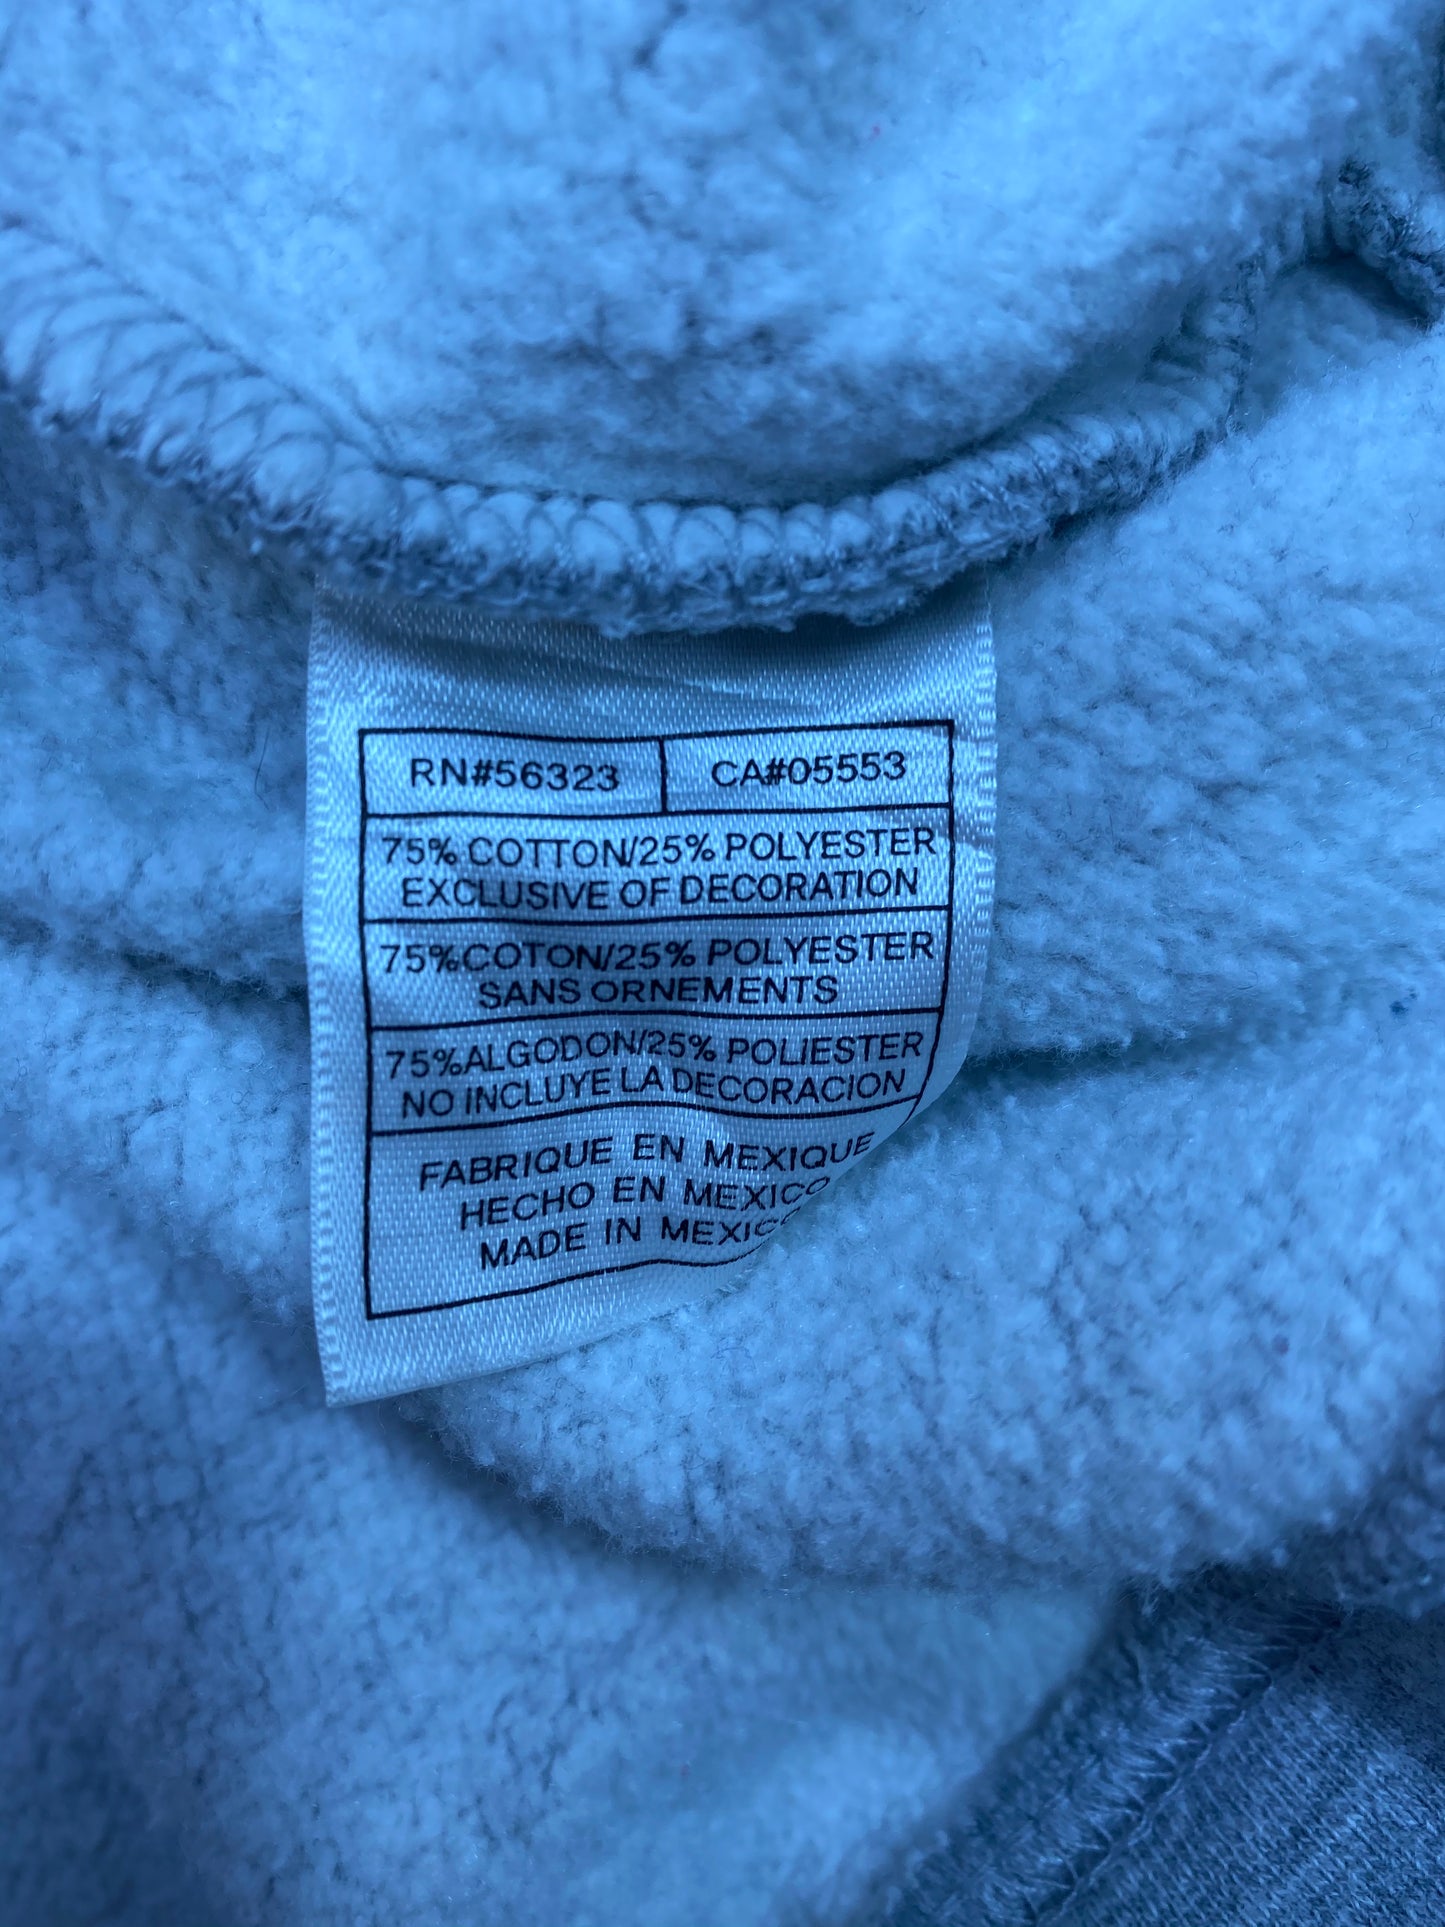 RN#56323 CA#05553
75% COTTON/25% POLYESTER
EXCLUSIVE OF DECORATION
75%COTON/25% POLYESTER
SANS ORNEMENTS
75%ALGODON/25% POLIESTER
NO INCLUYE LA DECORACION
FABRIQUE EN MEXIQUE
HECHO EN MEXICO
MADE IN MEXICO